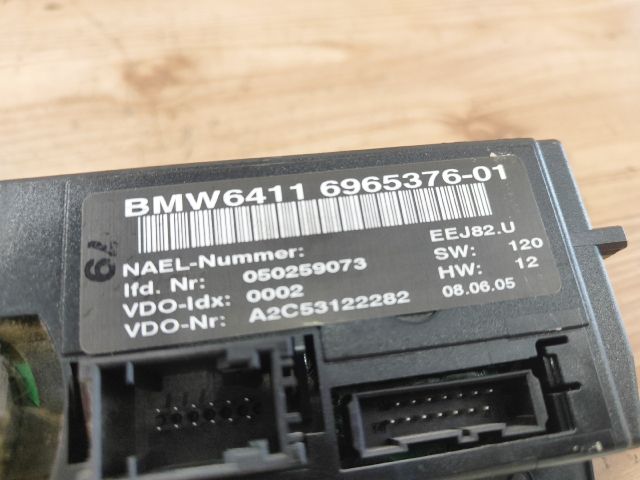 BMW6411 6965376-01
NAEL-Nummer: EEJ82.U
lfd. Nr: 050259073 SW: 120
VDO-Idx: 0002 HW: 12
VDO-Nr: A2C53122282 08.06.05